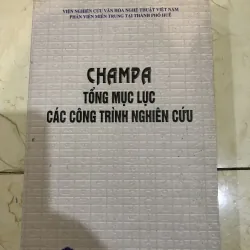 VIỆN NGHIÊN CỨU VĂN HÓA NGHỆ THUẬT VIỆT NAM
PHÂN VIỆN MIỀN TRUNG TẠI THÀNH PHỐ HUẾ
CHAMPA
TỔNG MỤC LỤC
CÁC CÔNG TRÌNH NGHIÊN CỨU